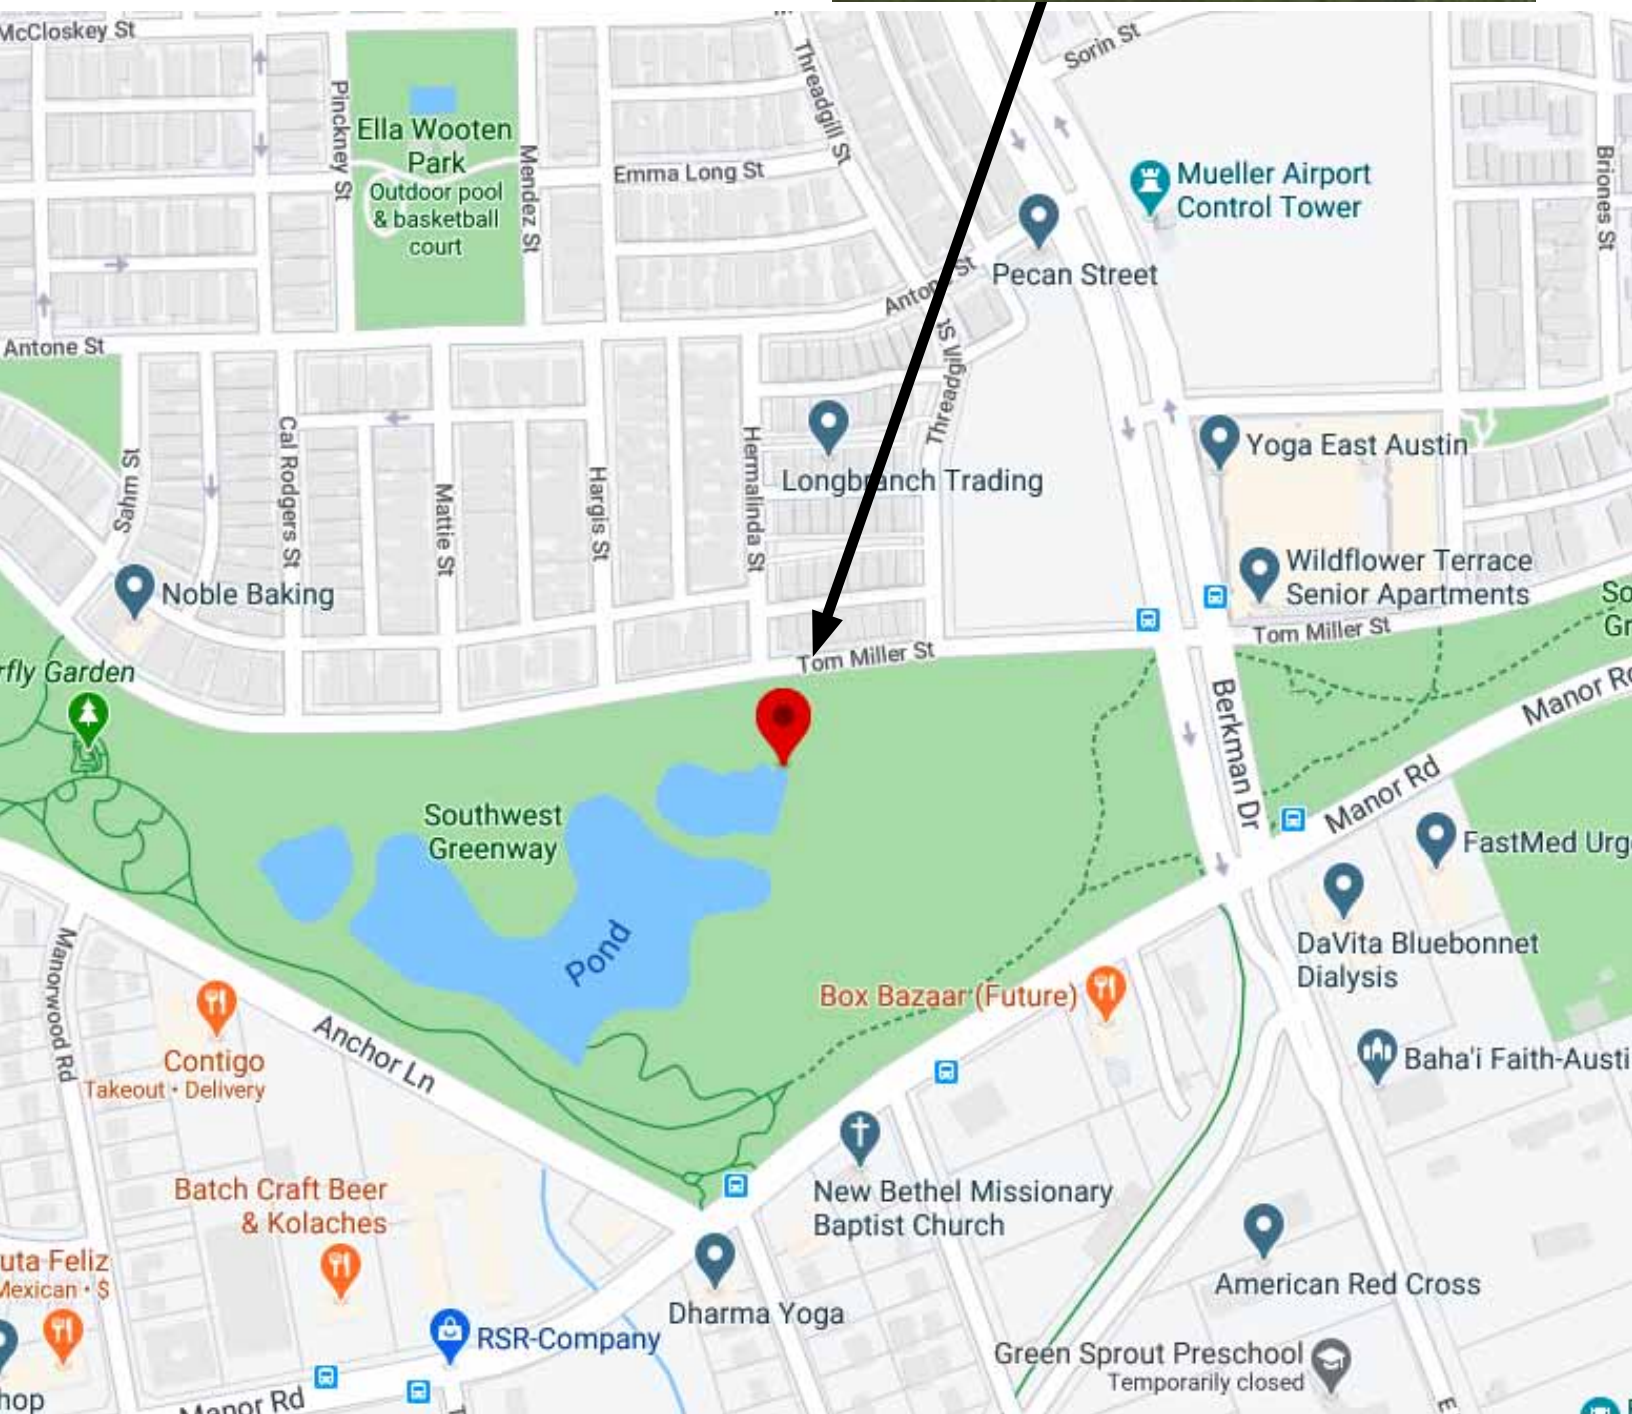 McCloskey St
Sorin St
Threadgill St
Pinckney St
Ella Wooten
Park
Outdoor pool
& basketball
court
Mendez St
Emma Long St
Mueller Airport
Control Tower
Briones St
Pecan Street
Antone St
Antone St
Threadgill St
Cal Rodgers St
Sahm St
Mattie St
Hargis St
Hermalinda St
Longbranch Trading
Yoga East Austin
Noble Baking
Wildflower Terrace
Senior Apartments
Tom Miller St
Tom Miller St
So
Gr
rfly Garden
Berkman Dr
Manor Rd
Manor Rd
Southwest
Greenway
Pond
FastMed Urg
DaVita Bluebonnet
Dialysis
Manorwood Rd
Box Bazaar (Future)
Contigo
Takeout • Delivery
Anchor Ln
Baha'i Faith-Austi
Batch Craft Beer
& Kolaches
New Bethel Missionary
Baptist Church
uta Feliz
Mexican • $
American Red Cross
Dharma Yoga
RSR-Company
Green Sprout Preschool
Temporarily closed
hop
Manor Rd